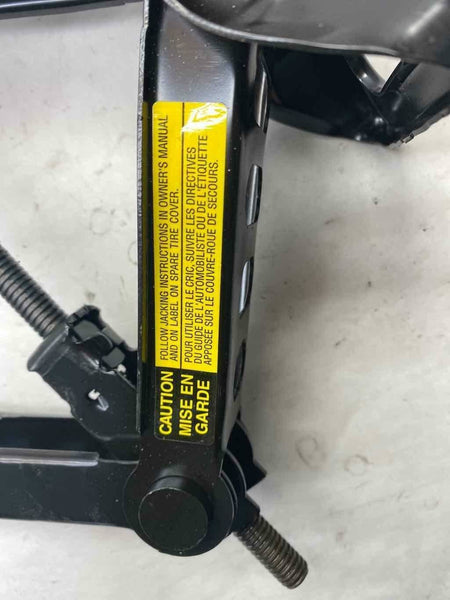 CAUTION
MISE EN
GARDE
FOLLOW JACKING INSTRUCTIONS IN OWNER'S MANUAL
AND ON LABEL ON SPARE TIRE COVER.
POUR UTILISER LE CRIC, SUIVRE LES DIRECTIVES
DU GUIDE DE L'AUTOMOBILISTE OU DE L'ÉTIQUETTE
APPOSÉE SUR LE COUVRE-ROUE DE SECOURS.